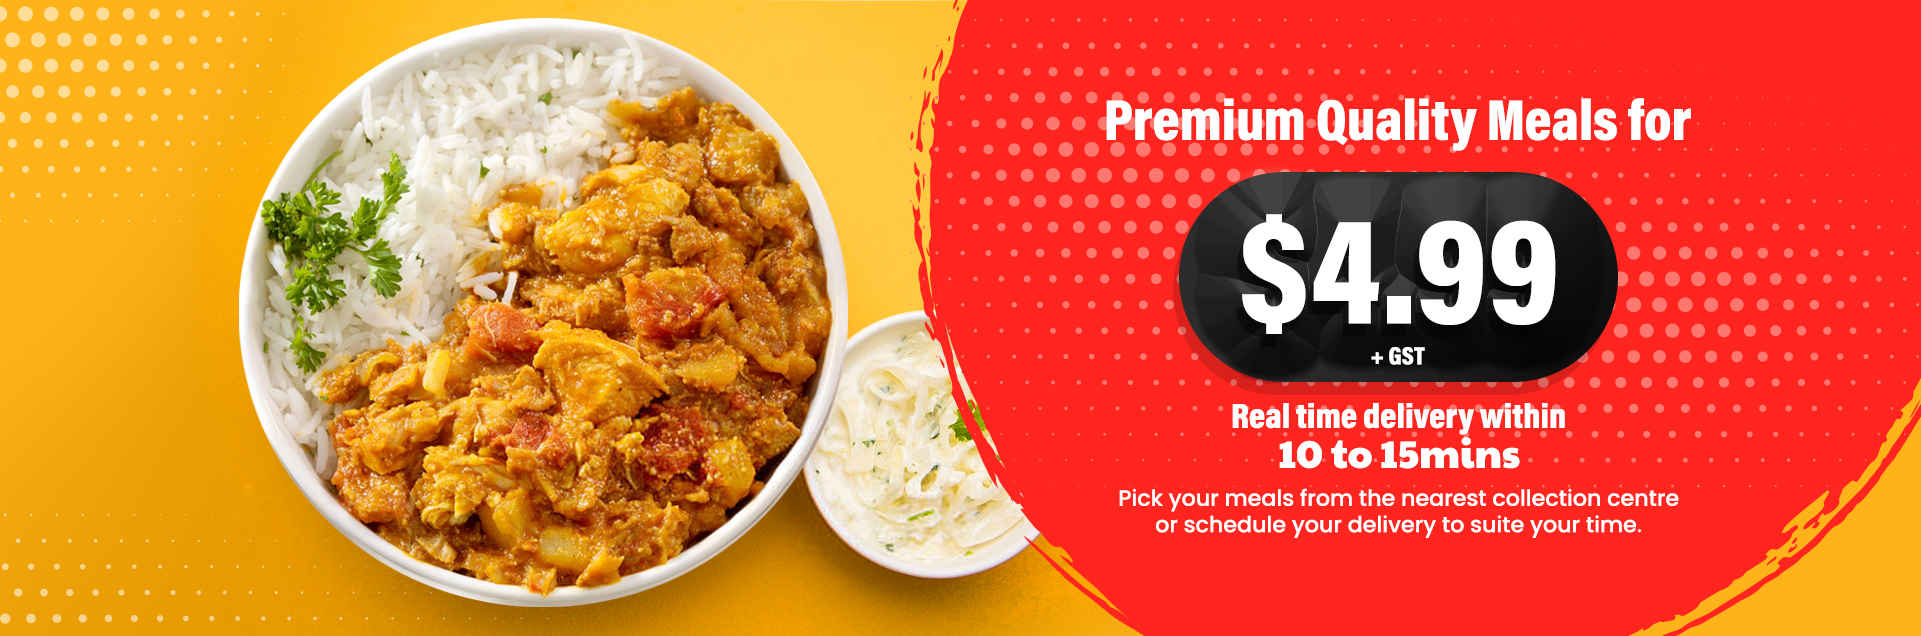 Premium Quality Meals for
$4.99
+ GST
Real time delivery within
10 to 15mins
Pick your meals from the nearest collection centre
or schedule your delivery to suite your time.